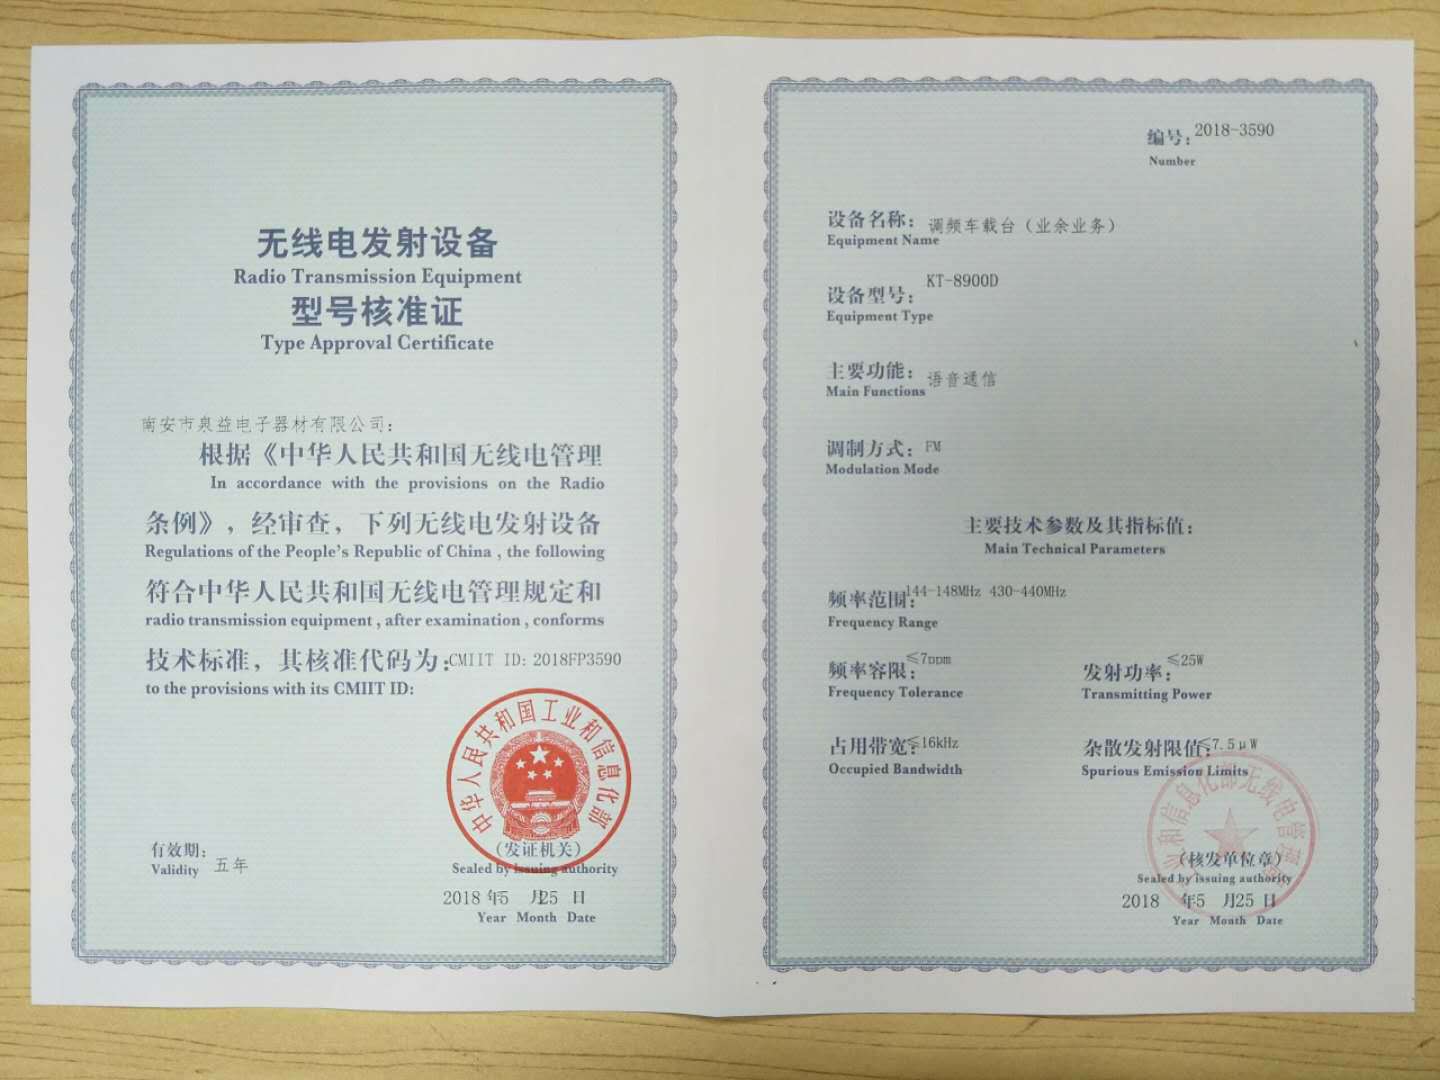 无线电发射设备
Radio Transmission Equipment
型号核准证
Type Approval Certificate
南安市泉益电子器材有限公司：
根据《中华人民共和国无线电管理
In accordance with the provisions on the Radio
条例》，经审查，下列无线电发射设备
Regulations of the People's Republic of China , the following
符合中华人民共和国无线电管理规定和
radio transmission equipment , after examination , conforms
技术标准，其核准代码为：CMIIT ID: 2018FP3590
to the provisions with its CMIIT ID:
中华人民共和国工业和信息化部
有效期： 五年
Validity
（发证机关）
Sealed by issuing authority
2018 年5 月25 日
Year Month Date
编号：2018-3590
Number
设备名称：调频车载台（业余业务）
Equipment Name
设备型号：KT-8900D
Equipment Type
主要功能：语音通信
Main Functions
调制方式：FM
Modulation Mode
主要技术参数及其指标值：
Main Technical Parameters
频率范围：144-148MHz 430-440MHz
Frequency Range
频率容限：≤7ppm
Frequency Tolerance
发射功率：≤25W
Transmitting Power
占用带宽：≤16kHz
Occupied Bandwidth
杂散发射限值：≤7.5μW
Spurious Emission Limits
和信息化部无线电管理
（核发单位章）
Sealed by issuing authority
2018 年5 月25 日
Year Month Date